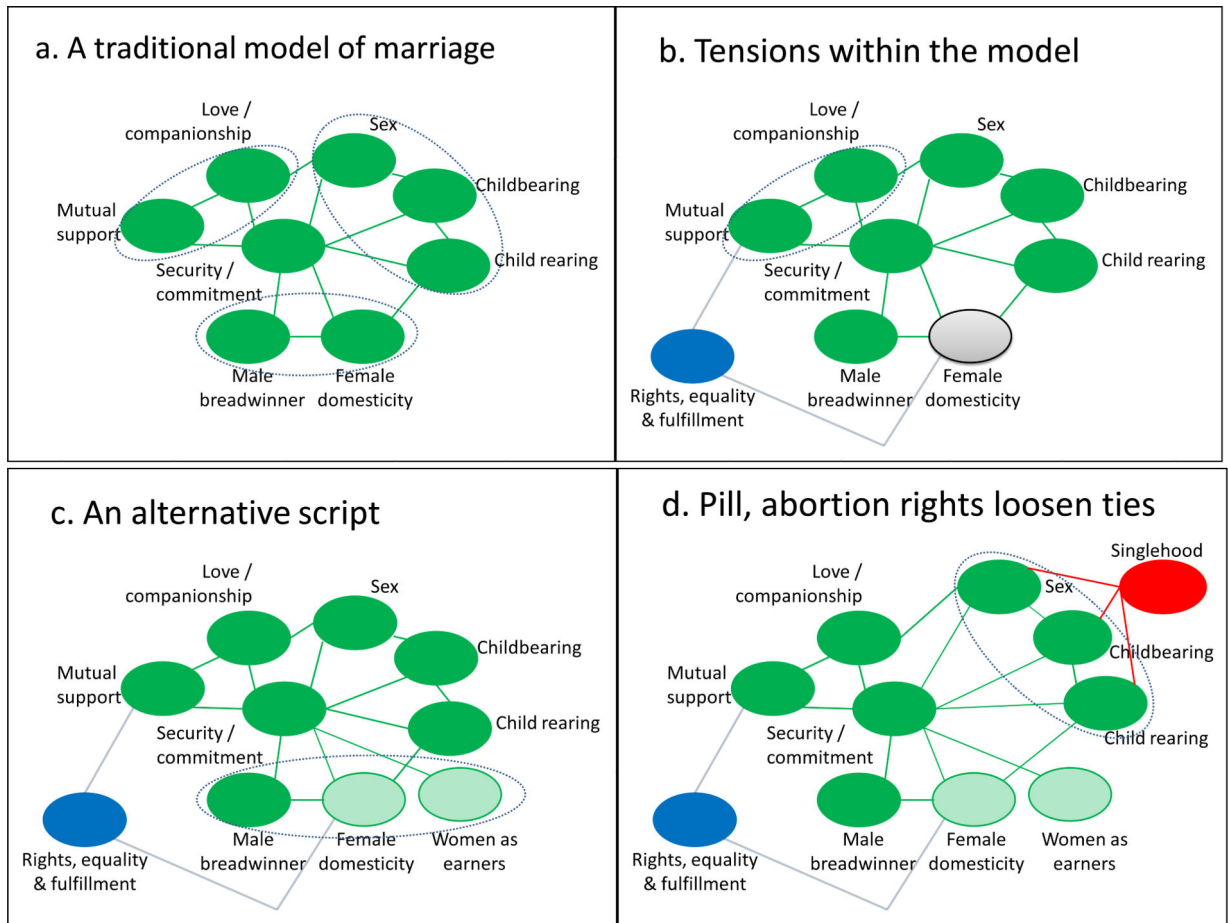 a. A traditional model of marriage
Love /
companionship
Sex
Childbearing
Mutual
support
Security /
commitment
Child rearing
Male
breadwinner
Female
domesticity
b. Tensions within the model
Love /
companionship
Sex
Childbearing
Mutual
support
Security /
commitment
Child rearing
Rights, equality
& fulfillment
Male
breadwinner
Female
domesticity
c. An alternative script
Love /
companionship
Sex
Childbearing
Mutual
support
Security /
commitment
Child rearing
Rights, equality
& fulfillment
Male
breadwinner
Female
domesticity
Women as
earners
d. Pill, abortion rights loosen ties
Singlehood
Love /
companionship
Sex
Childbearing
Mutual
support
Security /
commitment
Child rearing
Rights, equality
& fulfillment
Male
breadwinner
Female
domesticity
Women as
earners